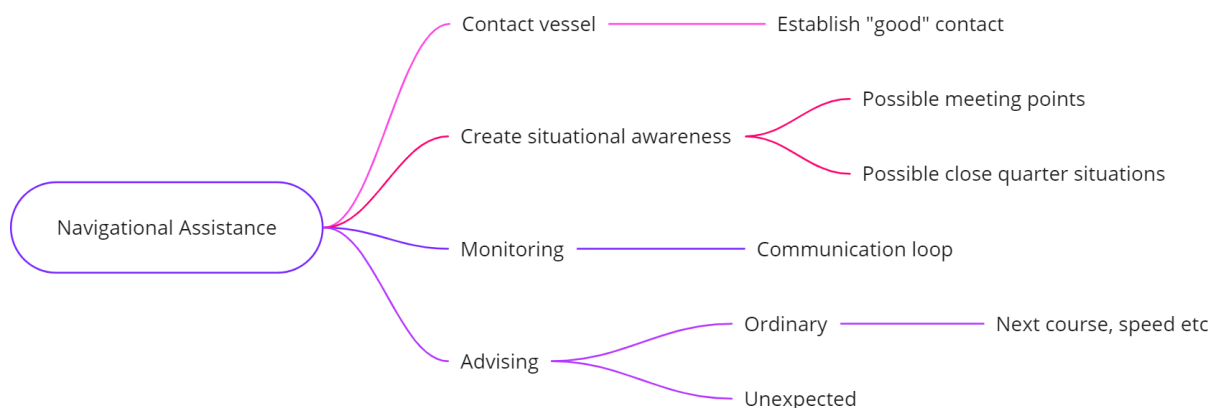 Contact vessel
Establish "good" contact
Possible meeting points
Create situational awareness
Possible close quarter situations
Navigational Assistance
Monitoring
Communication loop
Ordinary
Next course, speed etc
Advising
Unexpected